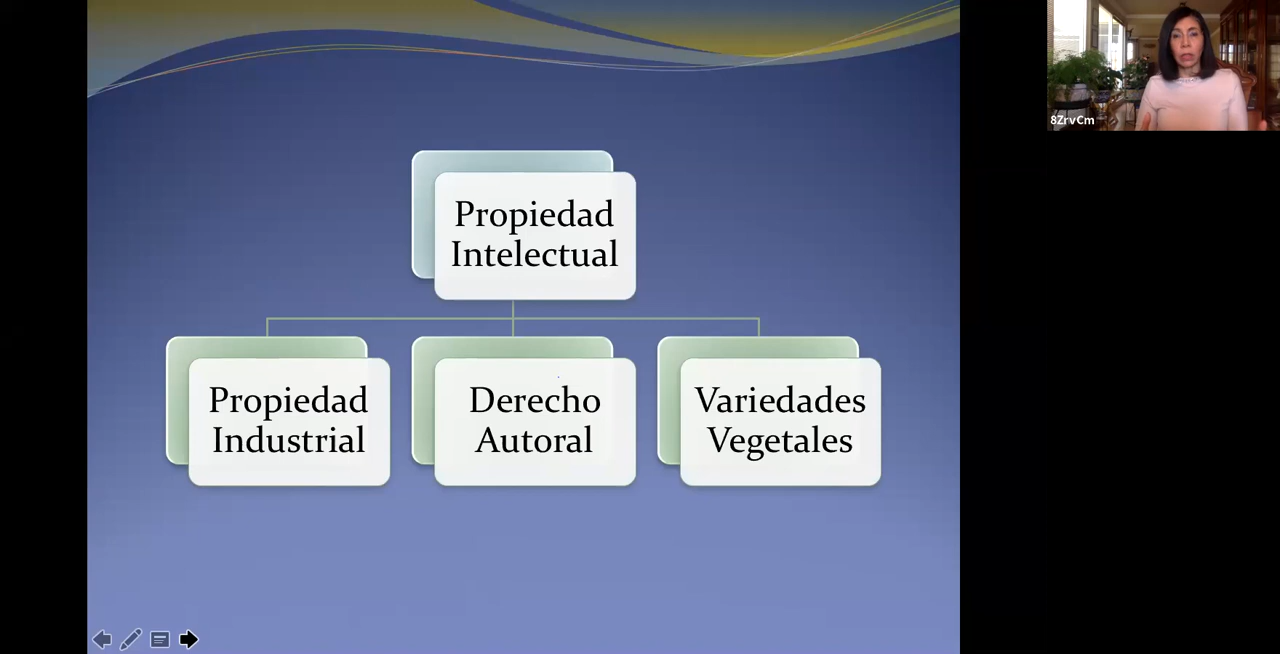 8ZrvCm
Propiedad
Intelectual
Propiedad
Industrial
Derecho
Autoral
Variedades
Vegetales